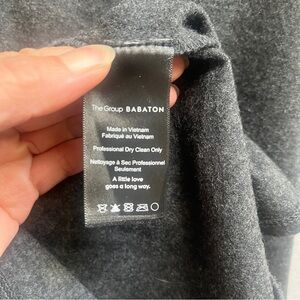 The Group BABATON
Made in Vietnam
Fabriqué au Vietnam
Professional Dry Clean Only
Nettoyage à Sec Professionnel
Seulement
A little love
goes a long way.